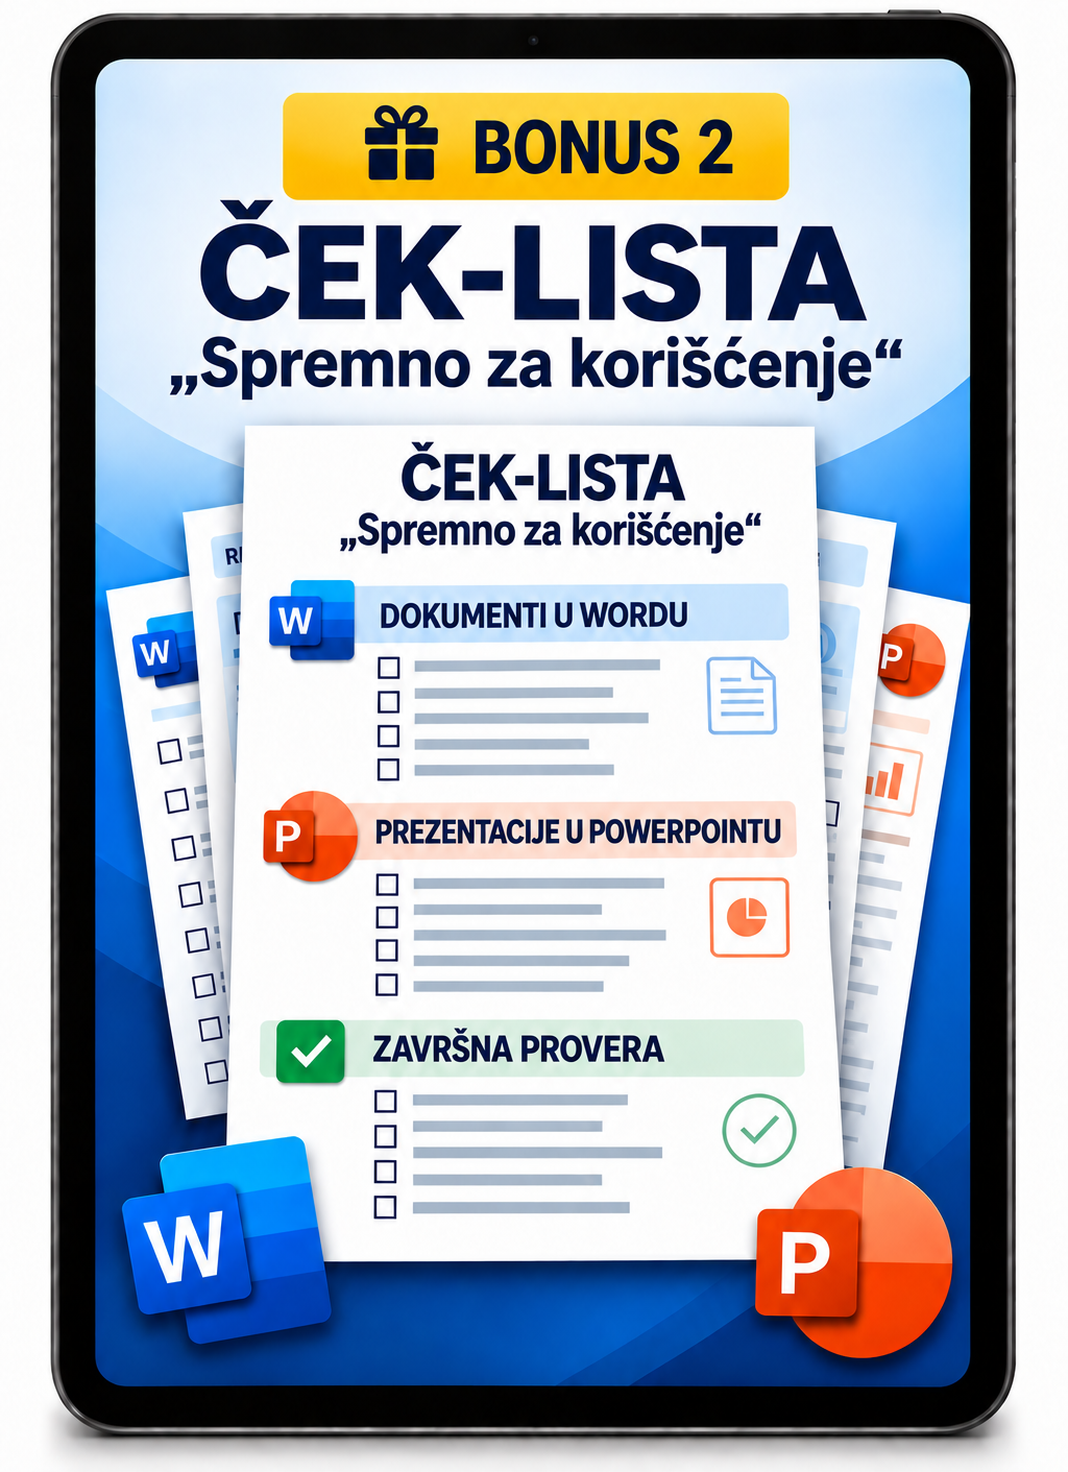 BONUS 2
ČEK-LISTA
„Spremno za korišćenje“
ČEK-LISTA
„Spremno za korišćenje“
W
DOKUMENTI U WORDU
W
P
P
PREZENTACIJE U POWERPOINTU
ZAVRŠNA PROVERA
W
P